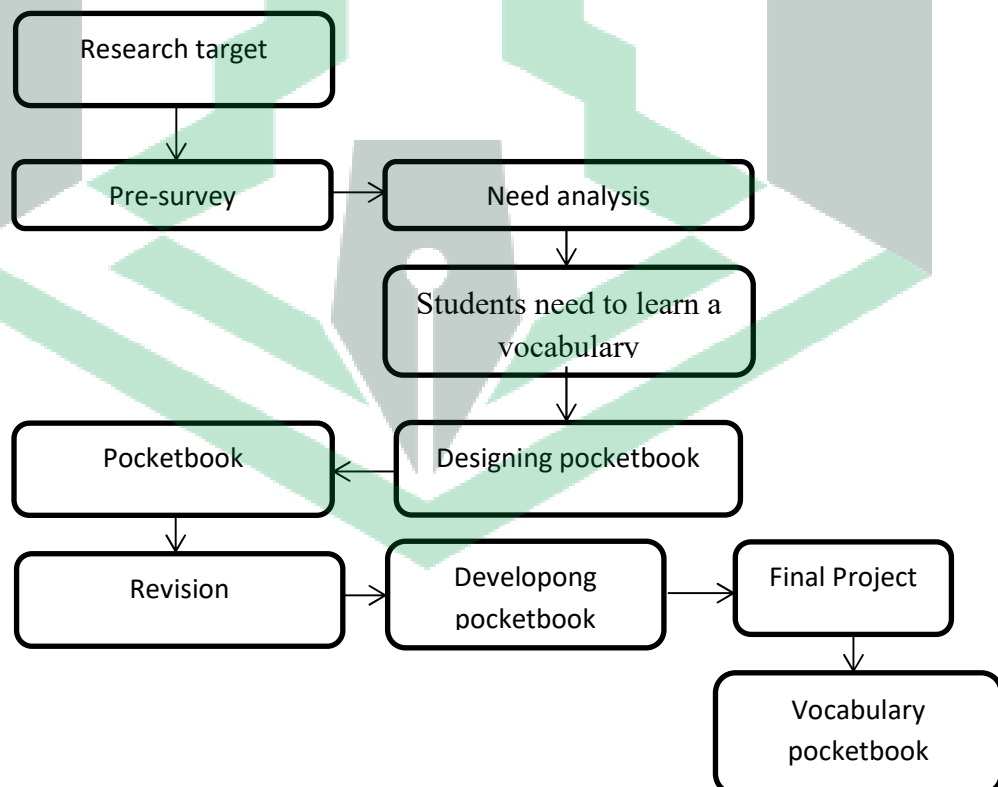 Research target
Pre-survey
Need analysis
Students need to learn a
vocabulary
Designing pocketbook
Pocketbook
Revision
Developong
pocketbook
Final Project
Vocabulary
pocketbook